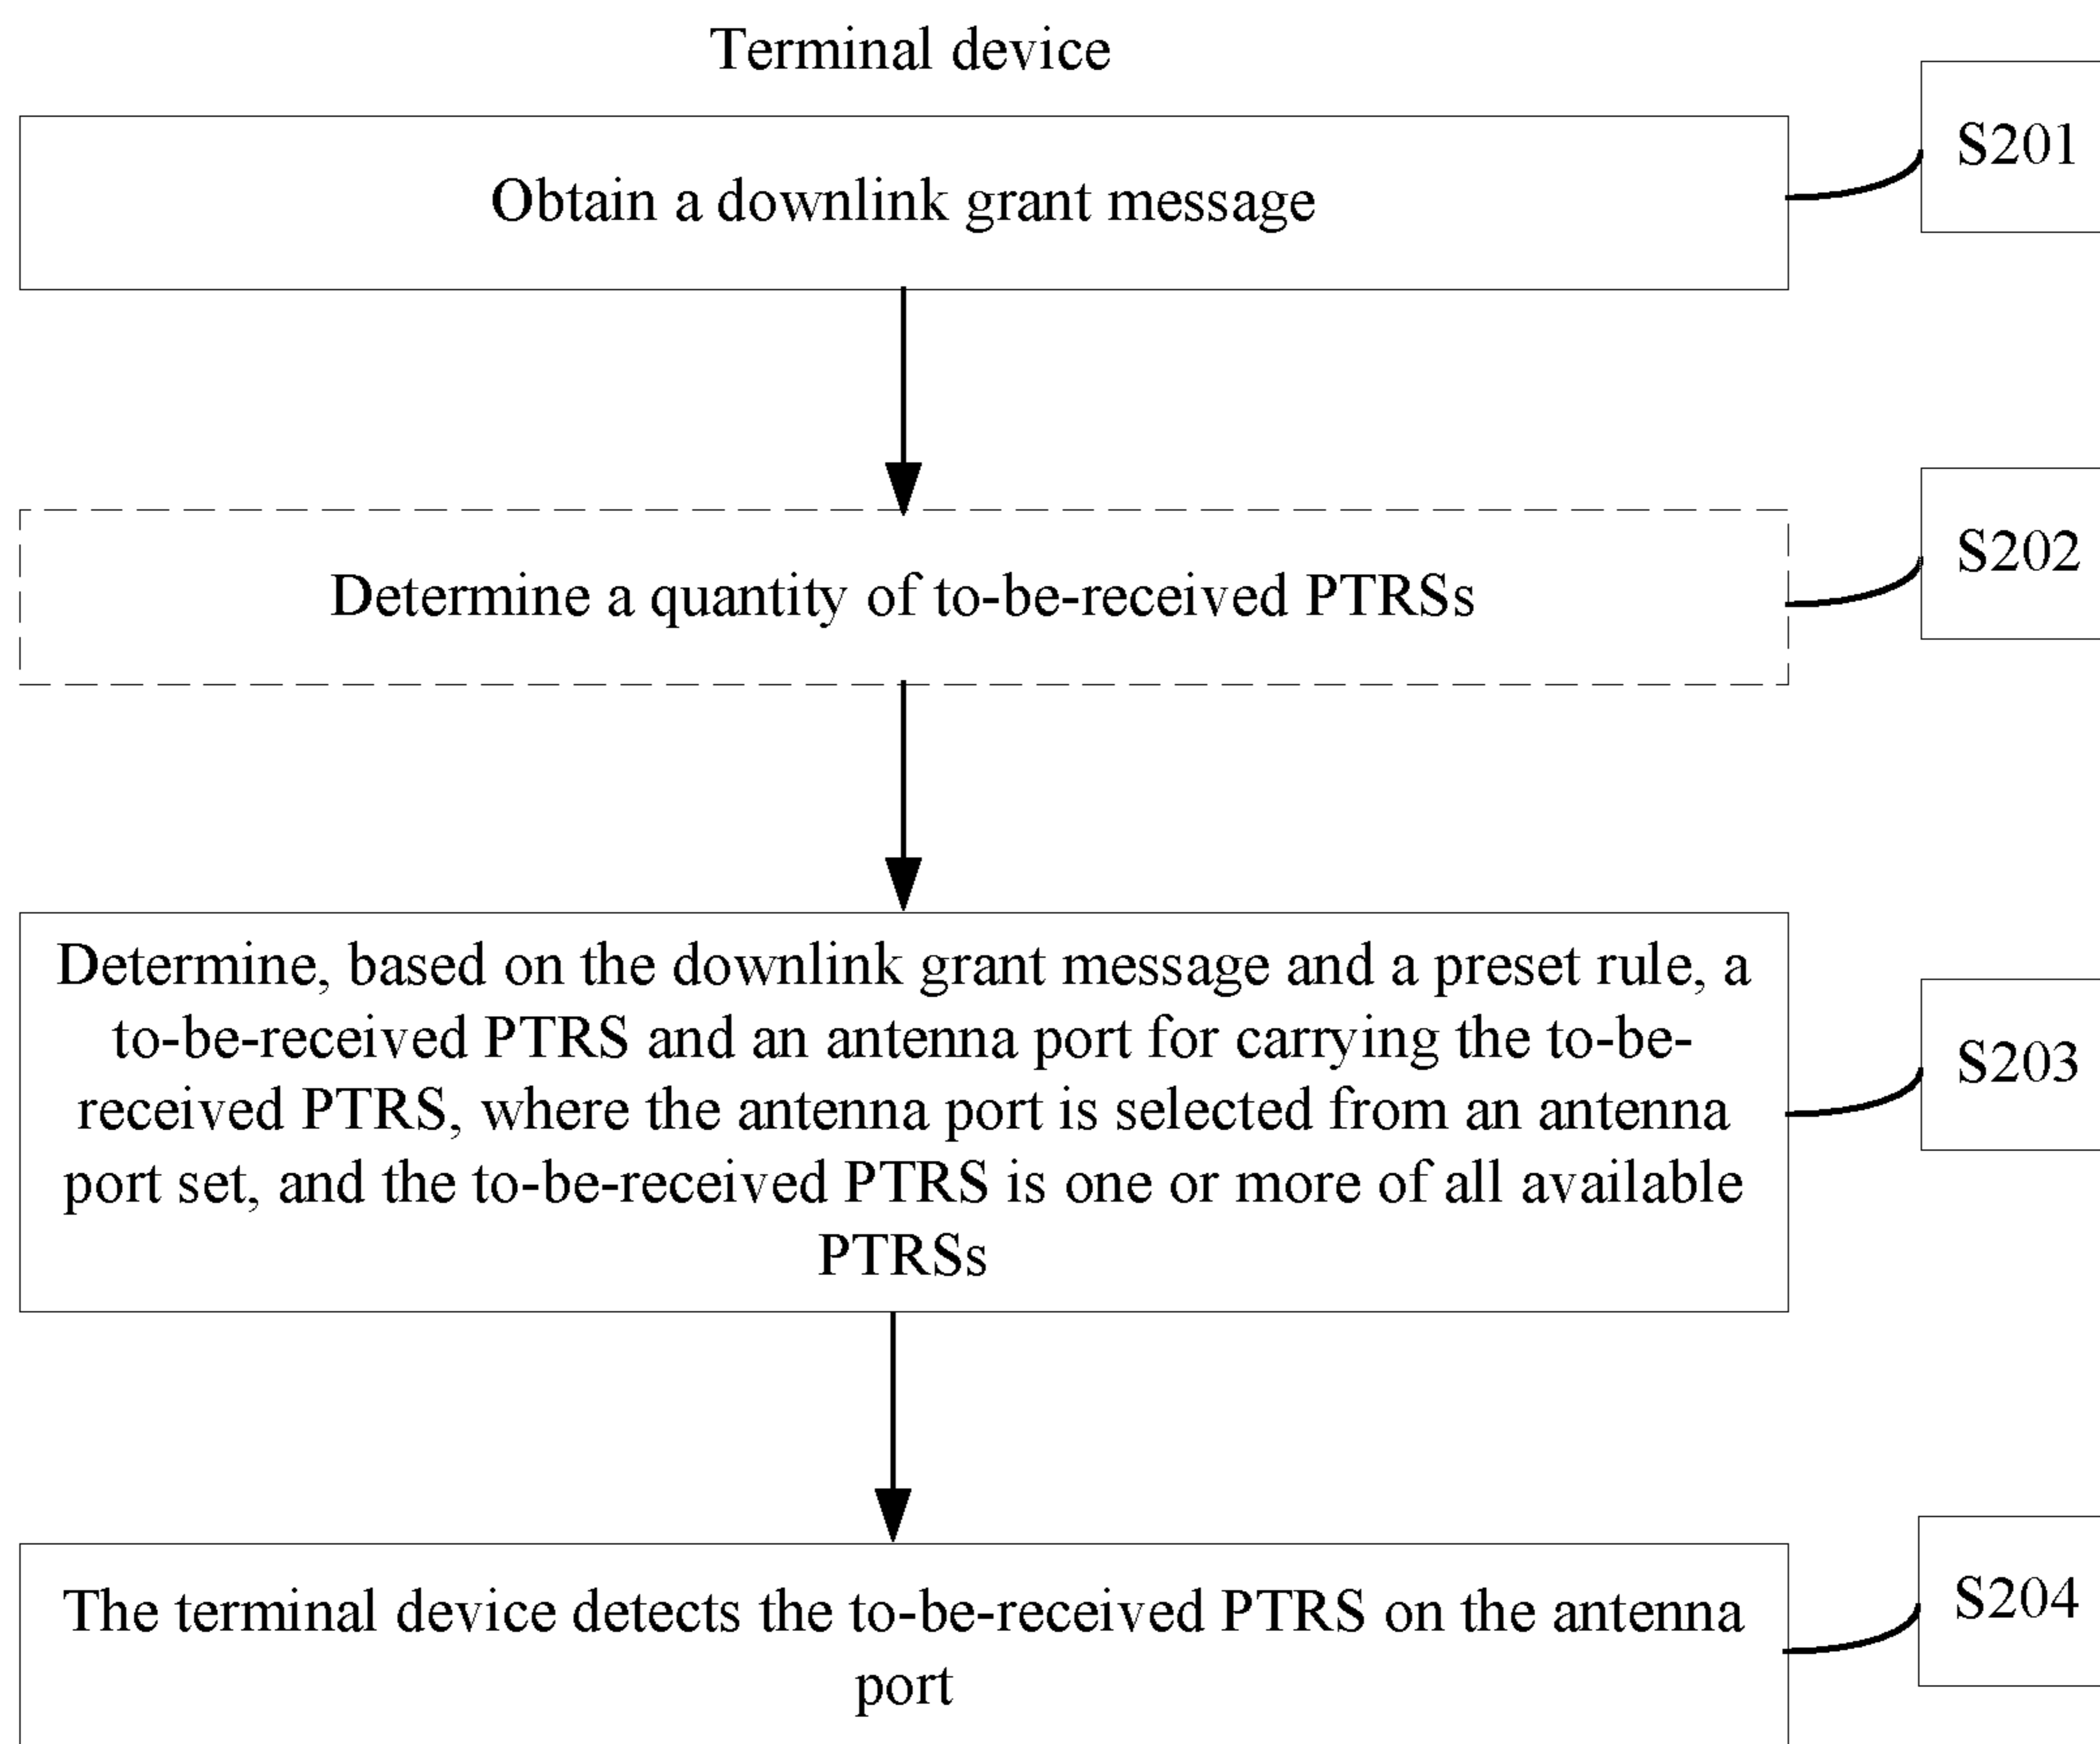 Terminal device
Obtain a downlink grant message
S201
Determine a quantity of to-be-received PTRSs
S202
Determine, based on the downlink grant message and a preset rule, a
to-be-received PTRS and an antenna port for carrying the to-be-
received PTRS, where the antenna port is selected from an antenna
port set, and the to-be-received PTRS is one or more of all available
PTRSs
S203
The terminal device detects the to-be-received PTRS on the antenna
port
S204